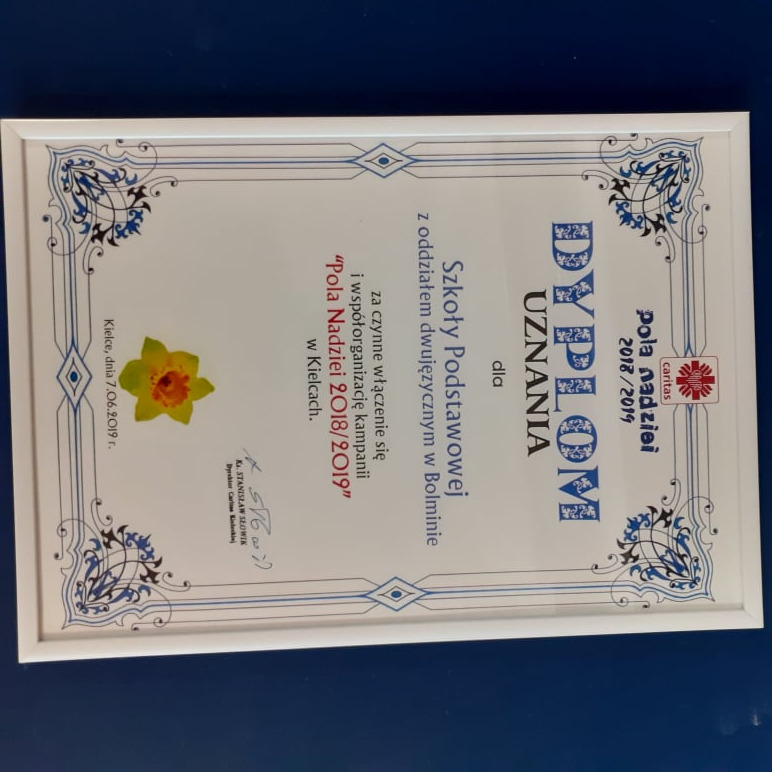 caritas
pola nadziei
2018/2019
DYPLOM
UZNANIA
dla
Szkoły Podstawowej
z oddziałem dwujęzycznym w Bolminie
za czynne włączenie się
i współorganizację kampanii
"Pola Nadziei 2018/2019"
w Kielcach.
Ks. STANISŁAW SŁOWIK
Dyrektor Caritas Kieleckiej
Kielce, dnia 7.06.2019 r.